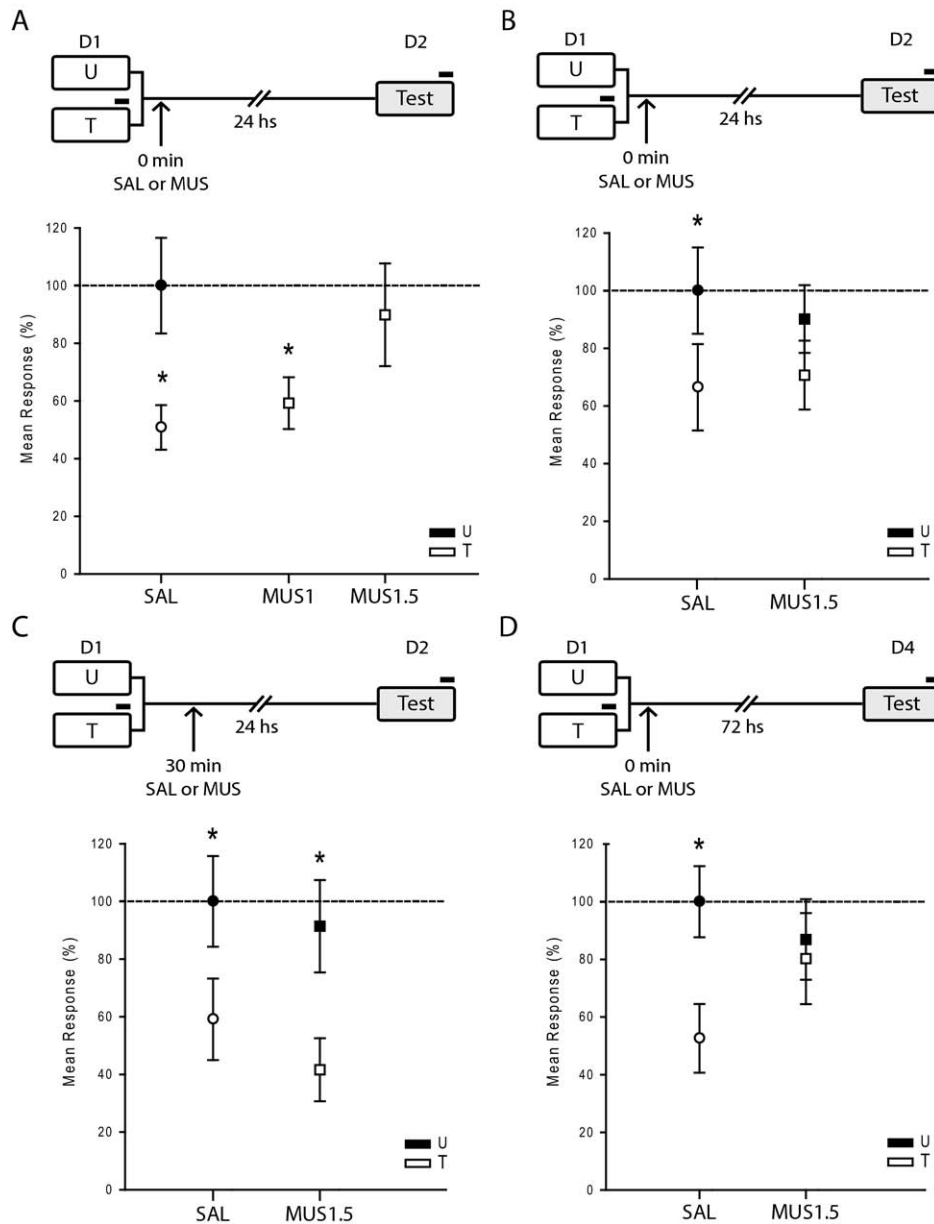 A
D1
D2
U
T
Test
24 hs
0 min
SAL or MUS
Mean Response (%)
120
100
80
60
40
20
0
*
*
U
T
SAL MUS1 MUS1.5
B
D1
D2
U
T
Test
24 hs
0 min
SAL or MUS
Mean Response (%)
120
100
80
60
40
20
0
*
U
T
SAL MUS1.5
C
D1
D2
U
T
Test
24 hs
30 min
SAL or MUS
Mean Response (%)
120
100
80
60
40
20
0
*
*
U
T
SAL MUS1.5
D
D1
D4
U
T
Test
72 hs
0 min
SAL or MUS
Mean Response (%)
120
100
80
60
40
20
0
*
U
T
SAL MUS1.5